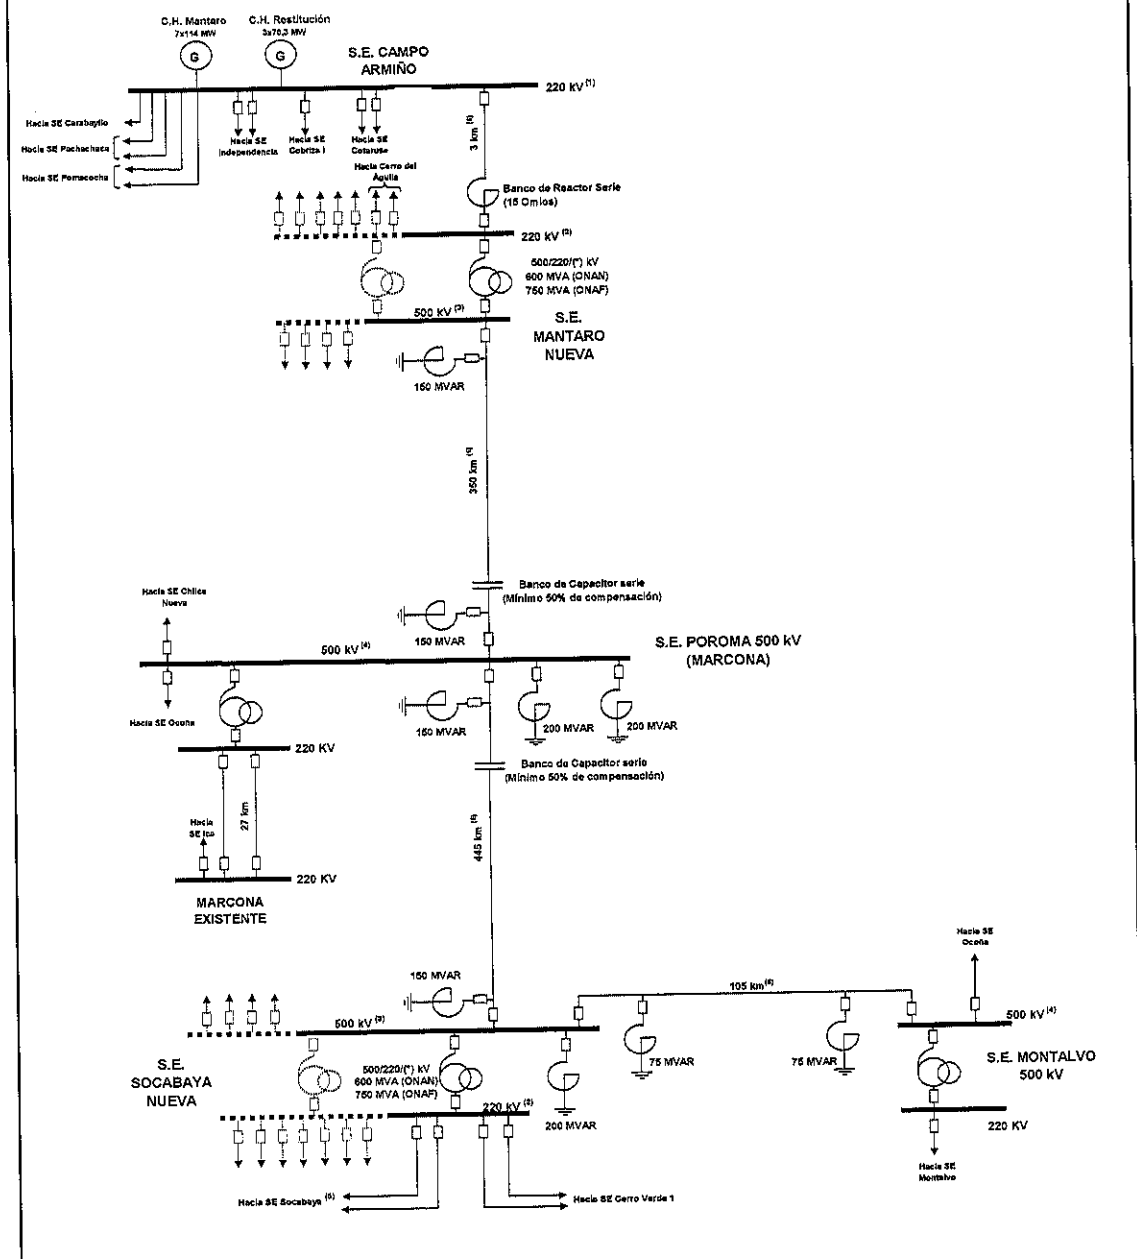 C.H. Mantaro
7x114 MW
C.H. Restitución
3x70,3 MW
G
G
S.E. CAMPO
ARMIÑO
220 kV (1)
Hacia SE Carabayllo
Hacia SE Pachachaca
Hacia SE Pomacocha
Hacia SE
Independencia
Hacia SE
Cobriza I
Hacia SE
Cotaruse
3 km (6)
Hacia Cerro del
Águila
Banco de Reactor Serie
(15 Omios)
220 kV (2)
500/220/(*) kV
600 MVA (ONAN)
750 MVA (ONAF)
500 kV (3)
S.E.
MANTARO
NUEVA
150 MVAR
350 km (6)
Banco de Capacitor serie
(Mínimo 50% de compensación)
Hacia SE Chilca
Nueva
150 MVAR
500 kV (4)
S.E. POROMA 500 kV
(MARCONA)
Hacia SE Ocoña
150 MVAR
200 MVAR
200 MVAR
220 KV
Banco de Capacitor serie
(Mínimo 50% de compensación)
27 km
Hacia
SE Ica
445 km (6)
220 KV
MARCONA
EXISTENTE
Hacia SE
Ocoña
150 MVAR
105 km(6)
500 kV (3)
500 kV(4)
75 MVAR
75 MVAR
S.E.
SOCABAYA
NUEVA
500/220/(*) kV
600 MVA (ONAN)
750 MVA (ONAF)
S.E. MONTALVO
500 kV
220 kV (2)
200 MVAR
220 KV
Hacia SE
Montalvo
Hacia SE Socabaya (5)
Hacia SE Cerro Verde 1